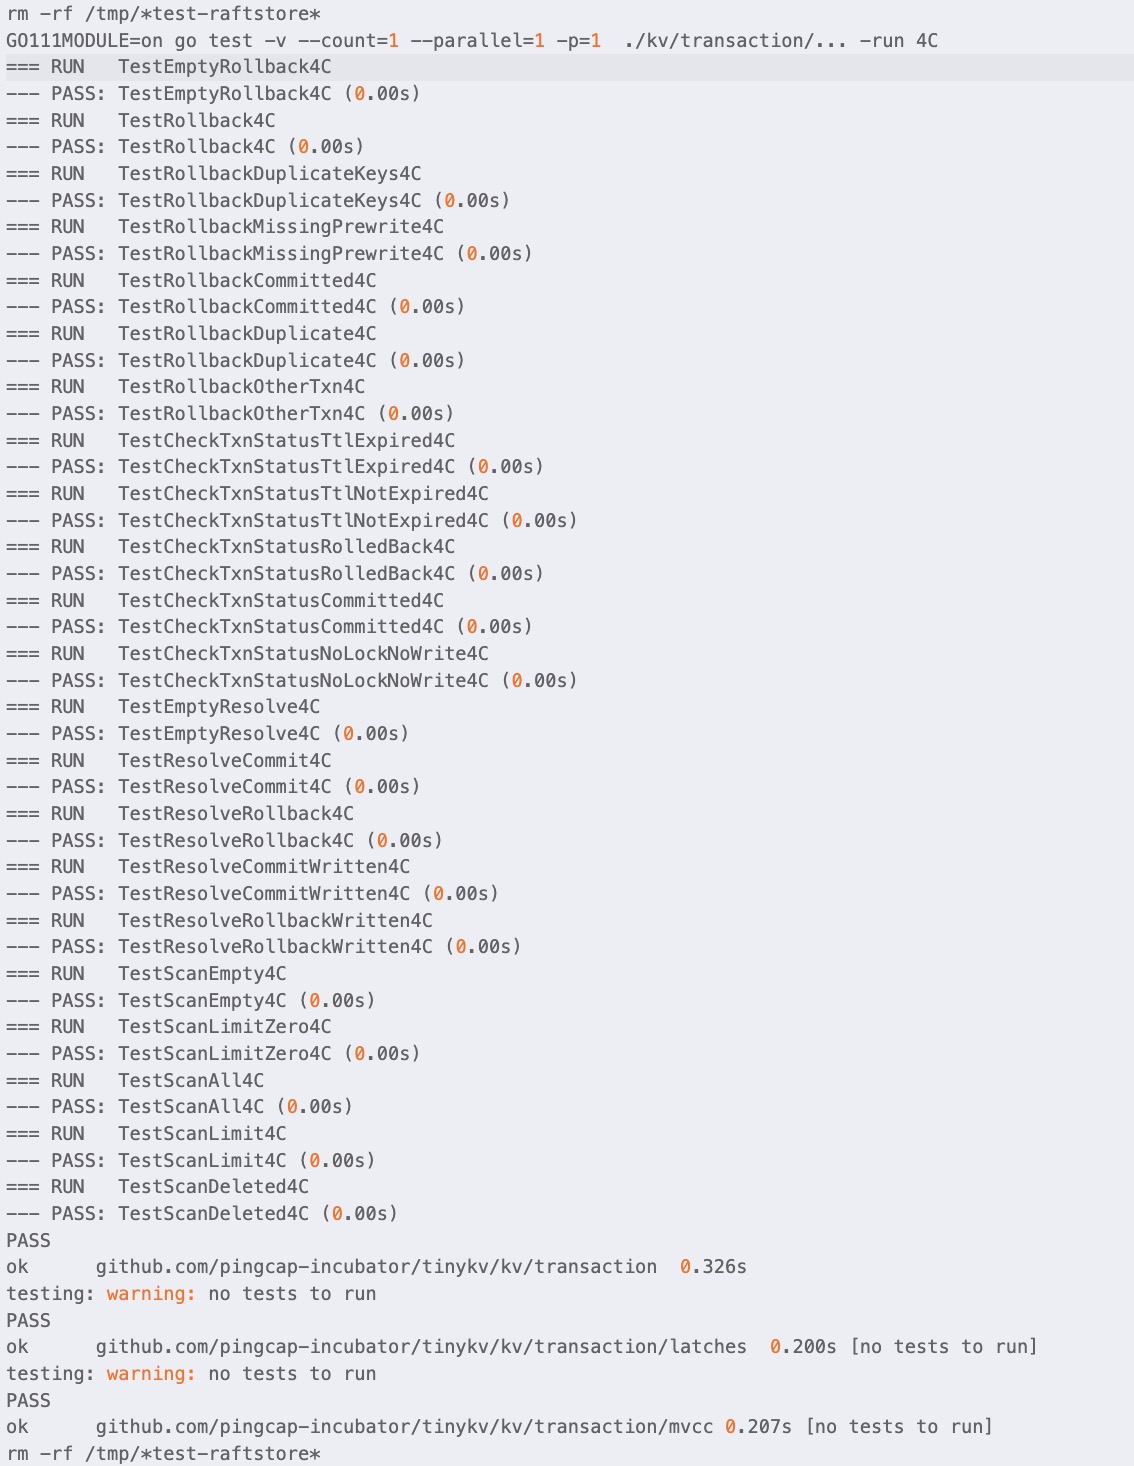 rm -rf /tmp/*test-raftstore*
GO111MODULE=on go test -v --count=1 --parallel=1 -p=1  ./kv/transaction/... -run 4C
=== RUN   TestEmptyRollback4C
--- PASS: TestEmptyRollback4C (0.00s)
=== RUN   TestRollback4C
--- PASS: TestRollback4C (0.00s)
=== RUN   TestRollbackDuplicateKeys4C
--- PASS: TestRollbackDuplicateKeys4C (0.00s)
=== RUN   TestRollbackMissingPrewrite4C
--- PASS: TestRollbackMissingPrewrite4C (0.00s)
=== RUN   TestRollbackCommitted4C
--- PASS: TestRollbackCommitted4C (0.00s)
=== RUN   TestRollbackDuplicate4C
--- PASS: TestRollbackDuplicate4C (0.00s)
=== RUN   TestRollbackOtherTxn4C
--- PASS: TestRollbackOtherTxn4C (0.00s)
=== RUN   TestCheckTxnStatusTtlExpired4C
--- PASS: TestCheckTxnStatusTtlExpired4C (0.00s)
=== RUN   TestCheckTxnStatusTtlNotExpired4C
--- PASS: TestCheckTxnStatusTtlNotExpired4C (0.00s)
=== RUN   TestCheckTxnStatusRolledBack4C
--- PASS: TestCheckTxnStatusRolledBack4C (0.00s)
=== RUN   TestCheckTxnStatusCommitted4C
--- PASS: TestCheckTxnStatusCommitted4C (0.00s)
=== RUN   TestCheckTxnStatusNoLockNoWrite4C
--- PASS: TestCheckTxnStatusNoLockNoWrite4C (0.00s)
=== RUN   TestEmptyResolve4C
--- PASS: TestEmptyResolve4C (0.00s)
=== RUN   TestResolveCommit4C
--- PASS: TestResolveCommit4C (0.00s)
=== RUN   TestResolveRollback4C
--- PASS: TestResolveRollback4C (0.00s)
=== RUN   TestResolveCommitWritten4C
--- PASS: TestResolveCommitWritten4C (0.00s)
=== RUN   TestResolveRollbackWritten4C
--- PASS: TestResolveRollbackWritten4C (0.00s)
=== RUN   TestScanEmpty4C
--- PASS: TestScanEmpty4C (0.00s)
=== RUN   TestScanLimitZero4C
--- PASS: TestScanLimitZero4C (0.00s)
=== RUN   TestScanAll4C
--- PASS: TestScanAll4C (0.00s)
=== RUN   TestScanLimit4C
--- PASS: TestScanLimit4C (0.00s)
=== RUN   TestScanDeleted4C
--- PASS: TestScanDeleted4C (0.00s)
PASS
ok      github.com/pingcap-incubator/tinykv/kv/transaction  0.326s
testing: warning: no tests to run
PASS
ok      github.com/pingcap-incubator/tinykv/kv/transaction/latches  0.200s [no tests to run]
testing: warning: no tests to run
PASS
ok      github.com/pingcap-incubator/tinykv/kv/transaction/mvcc 0.207s [no tests to run]
rm -rf /tmp/*test-raftstore*